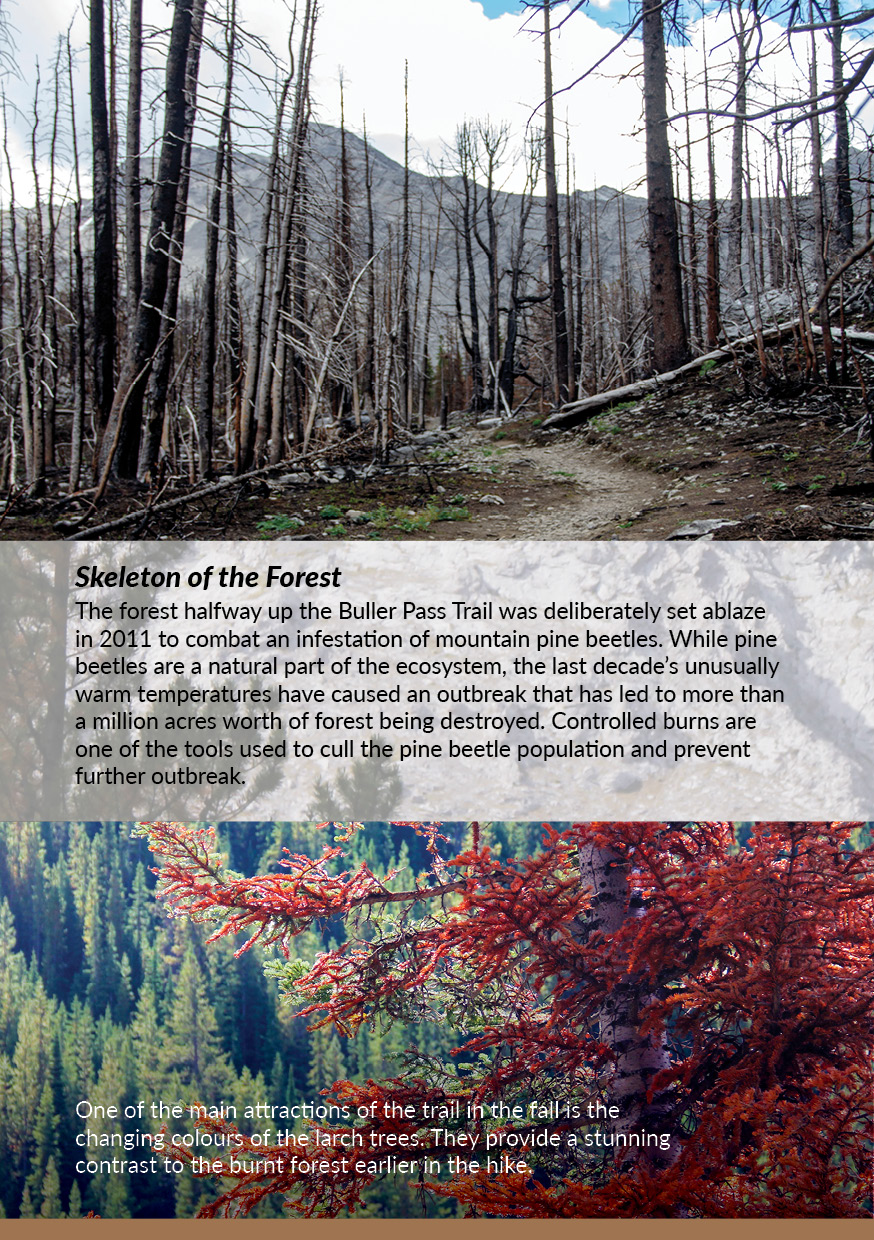 Skeleton of the Forest
The forest halfway up the Buller Pass Trail was deliberately set ablaze
in 2011 to combat an infestation of mountain pine beetles. While pine
beetles are a natural part of the ecosystem, the last decade’s unusually
warm temperatures have caused an outbreak that has led to more than
a million acres worth of forest being destroyed. Controlled burns are
one of the tools used to cull the pine beetle population and prevent
further outbreak.
One of the main attractions of the trail in the fall is the
changing colours of the larch trees. They provide a stunning
contrast to the burnt forest earlier in the hike.